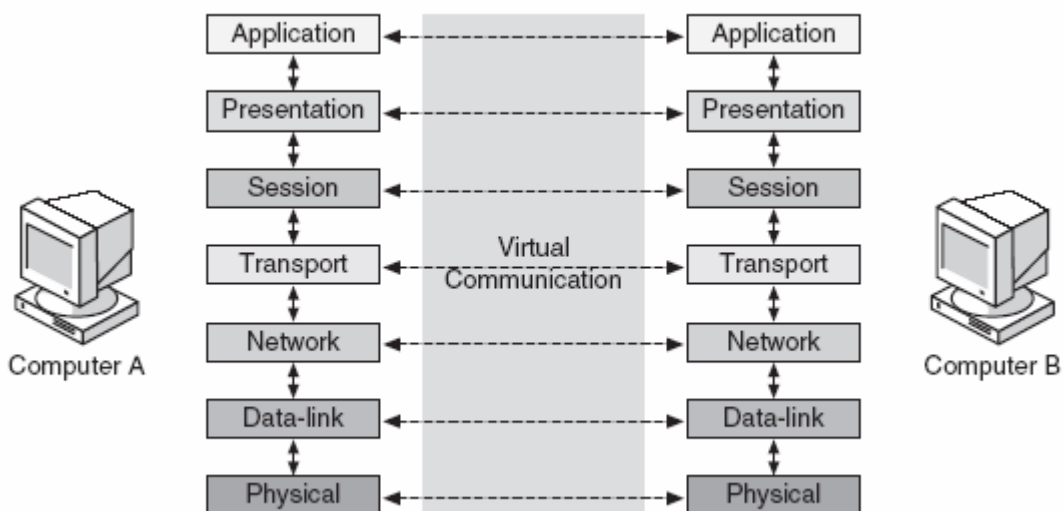 Application
Application
Presentation
Presentation
Session
Session
Transport
Virtual
Communication
Transport
Network
Network
Computer A
Computer B
Data-link
Data-link
Physical
Physical